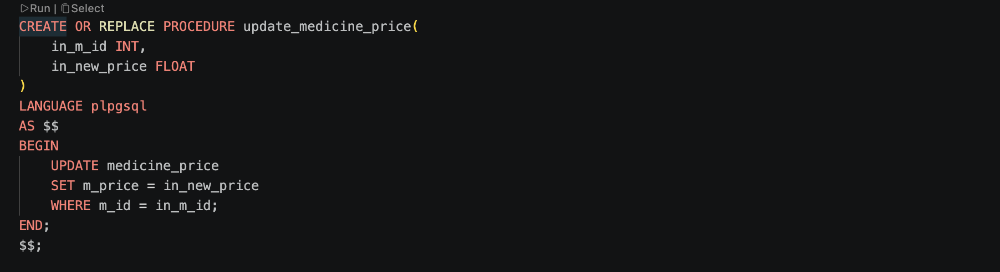 Run | Select
CREATE OR REPLACE PROCEDURE update_medicine_price(
    in_m_id INT,
    in_new_price FLOAT
)
LANGUAGE plpgsql
AS $$
BEGIN
    UPDATE medicine_price
    SET m_price = in_new_price
    WHERE m_id = in_m_id;
END;
$$;